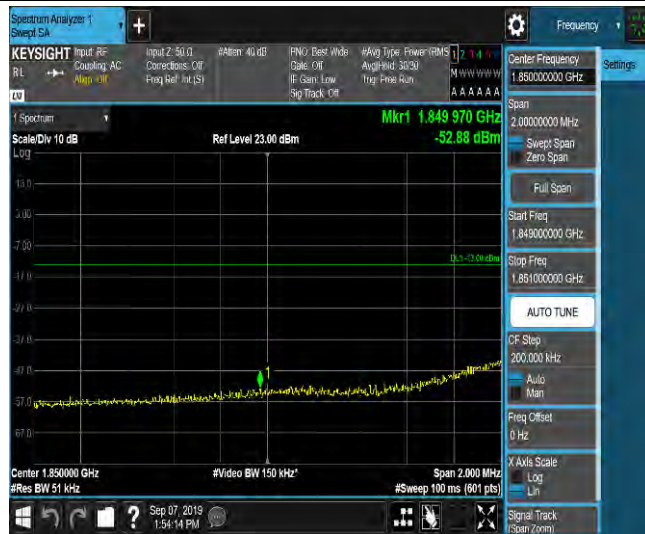 Spectrum Analyzer 1
Swept SA
+
Frequency
KEYSIGHT
RL
Input: RF
Coupling: AC
Align: Off
Input Z: 50 Ω
Corrections: Off
Freq Ref: Int (S)
#Atten: 40 dB
PNO: Best Wide
Gate: Off
IF Gain: Low
Sig Track: Off
#Avg Type: Power (RMS
Avg|Hold: 30/30
Trig: Free Run
M W W W W W
A A A A A A
LW
1 Spectrum
Scale/Div 10 dB
Log
Ref Level 23.00 dBm
Mkr1 1.849 970 GHz
-52.88 dBm
13.0
3.00
-7.00
DL1 -13.00 dBm
-17.0
-27.0
-37.0
-47.0
-57.0
-67.0
1
Center 1.850000 GHz
#Video BW 150 kHz*
Span 2.000 MHz
#Res BW 51 kHz
#Sweep 100 ms (601 pts)
Sep 07, 2019
1:54:14 PM
?
Center Frequency
1.850000000 GHz
Settings
Span
2.00000000 MHz
Swept Span
Zero Span
Full Span
Start Freq
1.849000000 GHz
Stop Freq
1.851000000 GHz
AUTO TUNE
CF Step
200.000 kHz
Auto
Man
Freq Offset
0 Hz
X Axis Scale
Log
Lin
Signal Track
(Span Zoom)